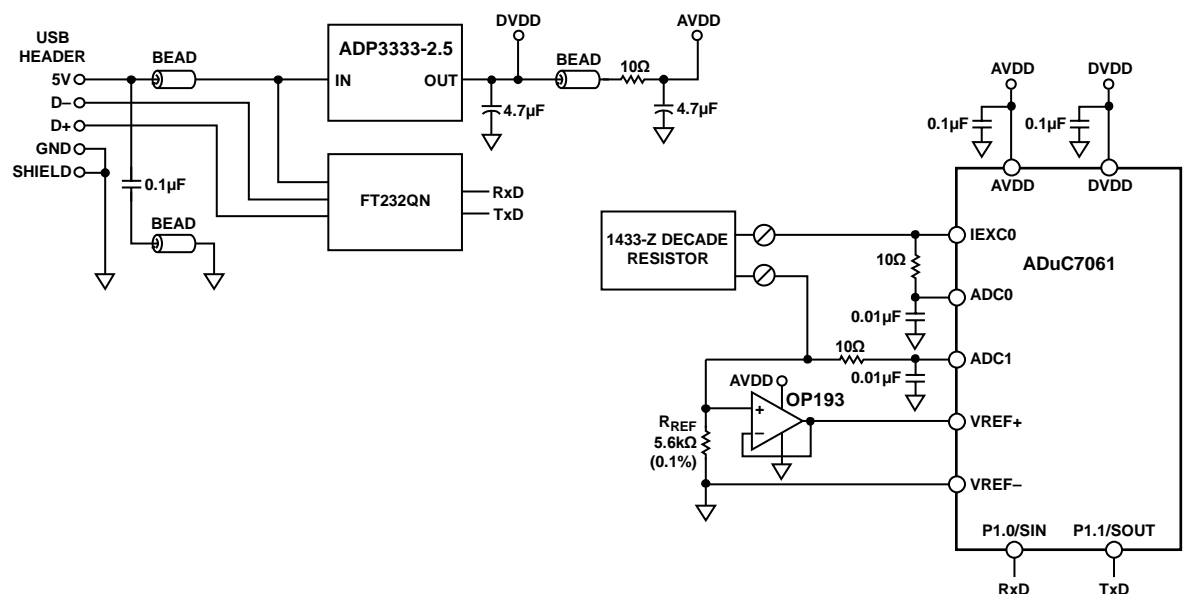 USB
HEADER
5V
D–
D+
GND
SHIELD
BEAD
0.1µF
BEAD
ADP3333-2.5
IN
OUT
DVDD
4.7µF
BEAD
10Ω
AVDD
4.7µF
FT232QN
RxD
TxD
AVDD
DVDD
0.1µF
0.1µF
AVDD
DVDD
1433-Z DECADE
RESISTOR
IEXC0
10Ω
ADuC7061
ADC0
0.01µF
10Ω
ADC1
0.01µF
AVDD
OP193
+
–
VREF+
RREF
5.6kΩ
(0.1%)
VREF–
P1.0/SIN
P1.1/SOUT
RxD
TxD